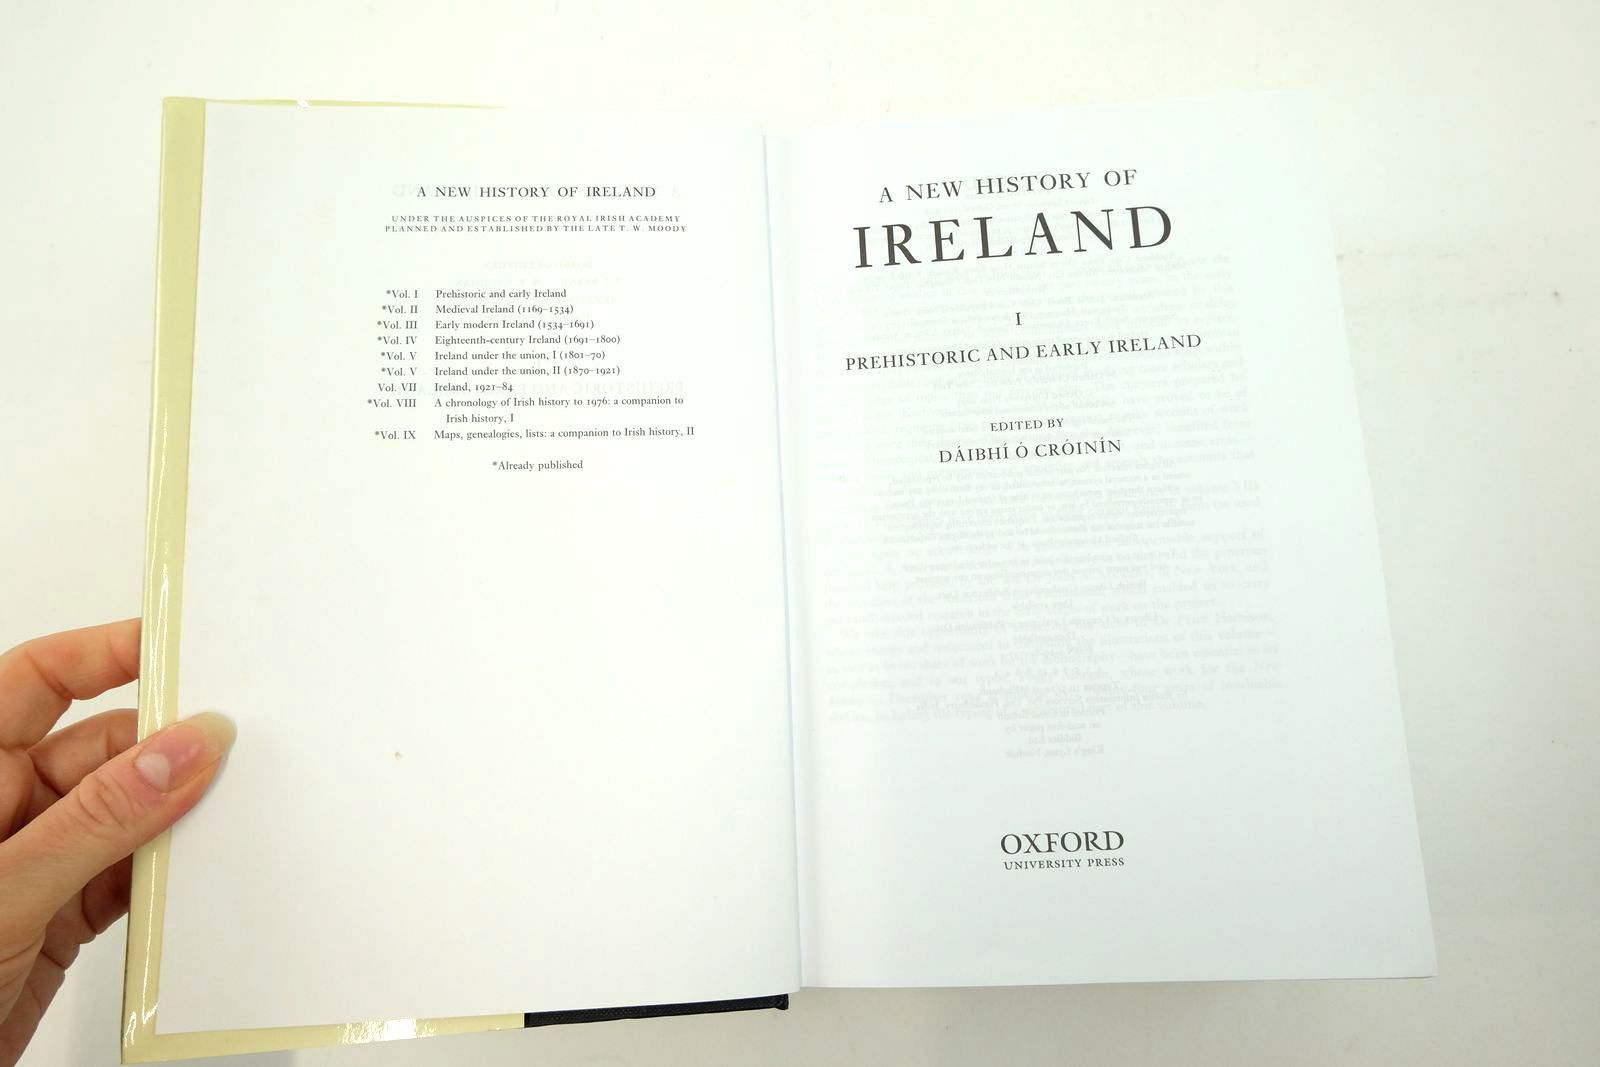 A NEW HISTORY OF IRELAND
UNDER THE AUSPICES OF THE ROYAL IRISH ACADEMY
PLANNED AND ESTABLISHED BY THE LATE T. W. MOODY
*Vol. I Prehistoric and early Ireland
*Vol. II Medieval Ireland (1169–1534)
*Vol. III Early modern Ireland (1534–1691)
*Vol. IV Eighteenth-century Ireland (1691–1800)
*Vol. V Ireland under the union, I (1801–70)
*Vol. V Ireland under the union, II (1870–1921)
Vol. VII Ireland, 1921–84
*Vol. VIII A chronology of Irish history to 1976: a companion to
Irish history, I
*Vol. IX Maps, genealogies, lists: a companion to Irish history, II
*Already published
A NEW HISTORY OF
IRELAND
I
PREHISTORIC AND EARLY IRELAND
EDITED BY
DÁIBHÍ Ó CRÓINÍN
OXFORD
UNIVERSITY PRESS